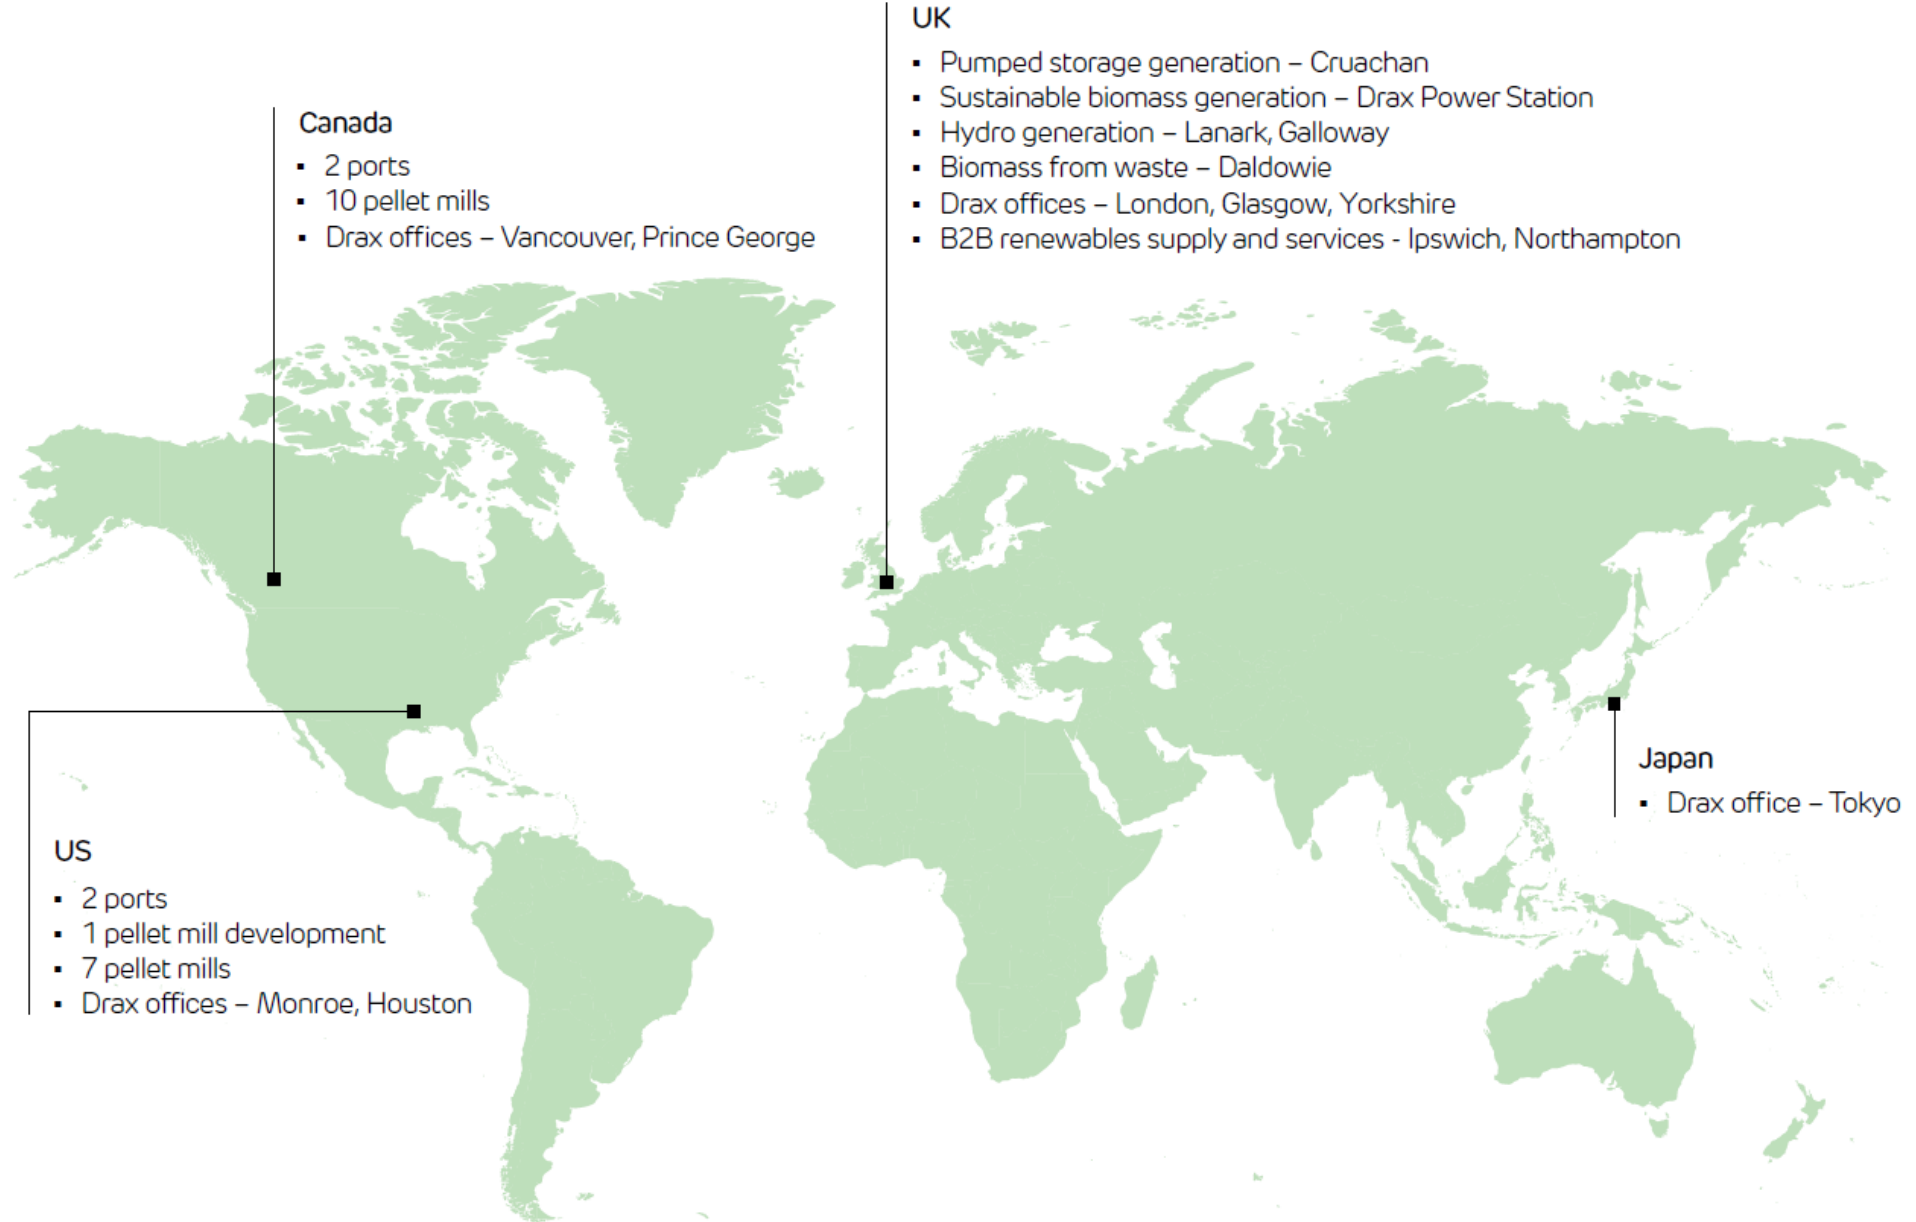 UK
▪ Pumped storage generation – Cruachan
▪ Sustainable biomass generation – Drax Power Station
▪ Hydro generation – Lanark, Galloway
▪ Biomass from waste – Daldowie
▪ Drax offices – London, Glasgow, Yorkshire
▪ B2B renewables supply and services - Ipswich, Northampton
Canada
▪ 2 ports
▪ 10 pellet mills
▪ Drax offices – Vancouver, Prince George
Japan
▪ Drax office – Tokyo
US
▪ 2 ports
▪ 1 pellet mill development
▪ 7 pellet mills
▪ Drax offices – Monroe, Houston